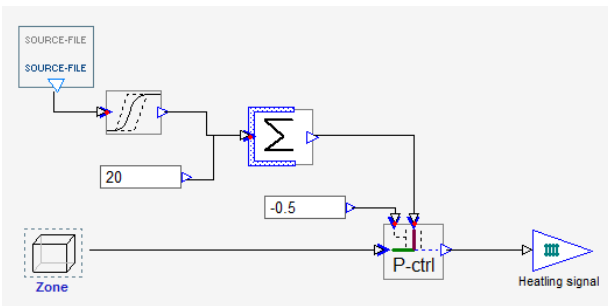 SOURCE-FILE
SOURCE-FILE
20
Σ
-0.5
P-ctrl
Zone
Heatling signal